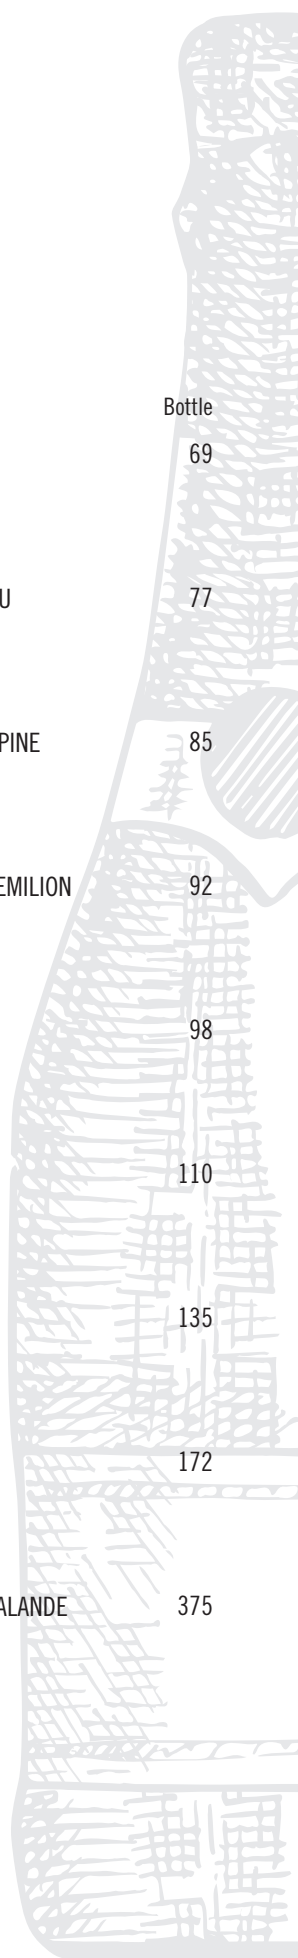 Bottle
69
U 77
PINE 85
EMILION 92
98
110
135
172
ALANDE 375